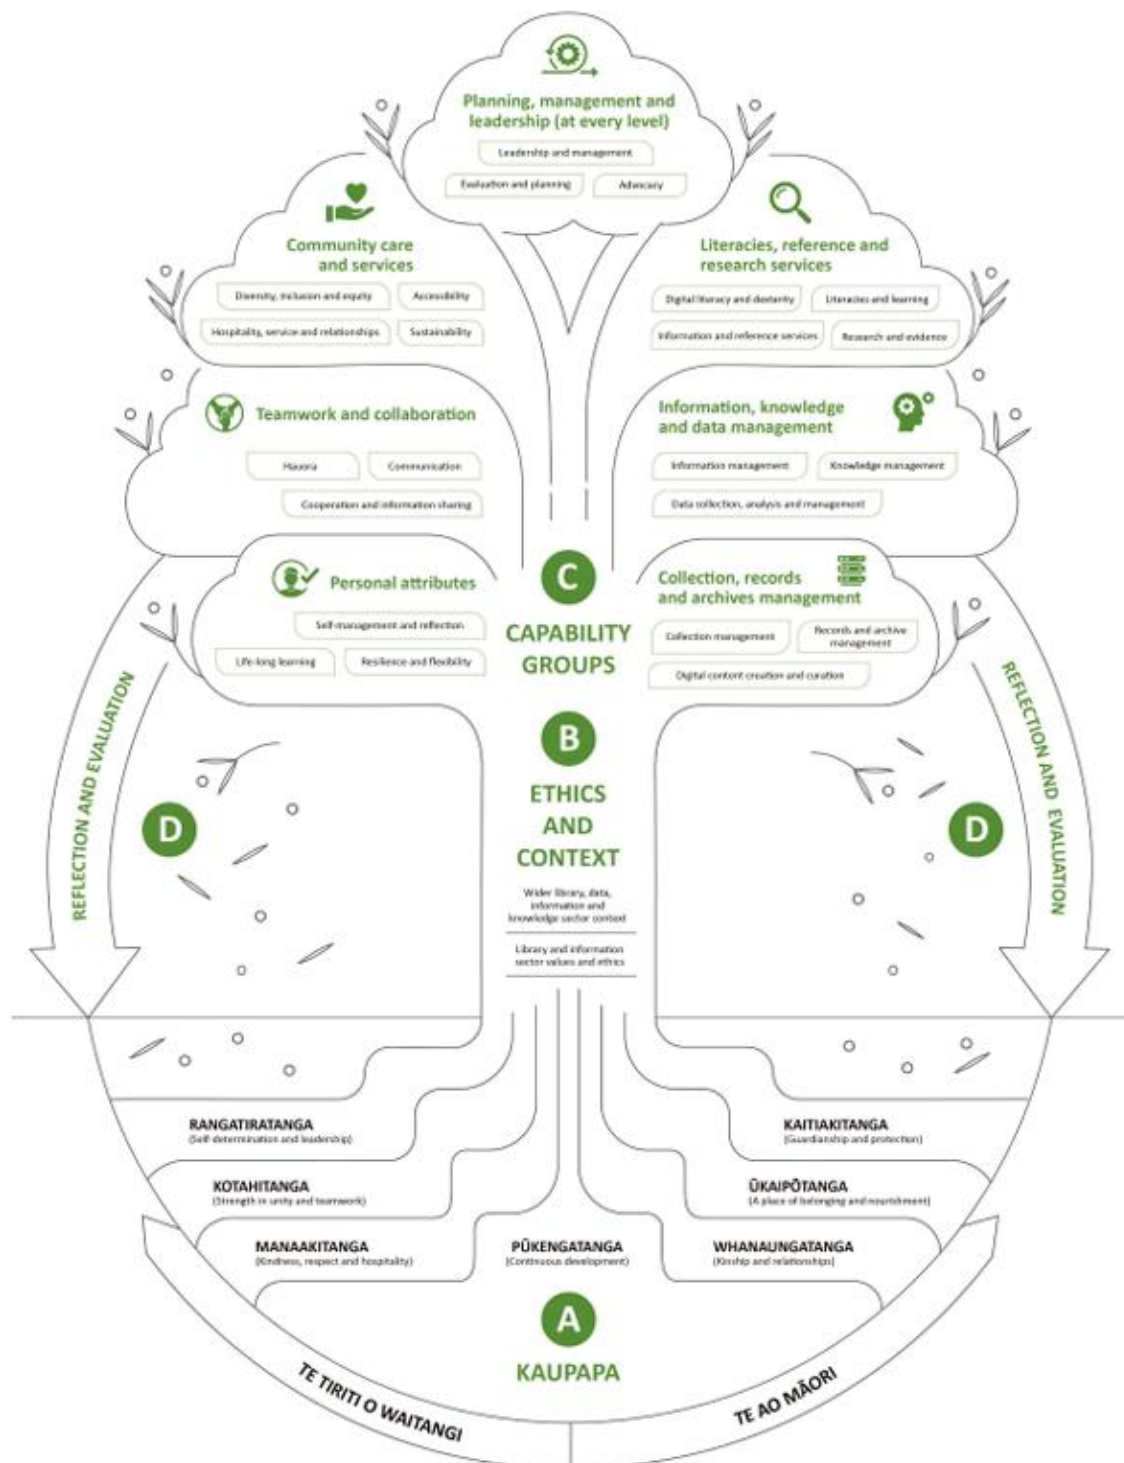 Planning, management and
leadership (at every level)
Leadership and management
Evaluation and planning
Advocacy
Community care
and services
Diversity, inclusion and equity
Accessibility
Hospitality, service and relationships
Sustainability
Literacies, reference and
research services
Digital literacy and dexterity
Literacies and learning
Information and reference services
Research and evidence
Teamwork and collaboration
Hauora
Communication
Cooperation and information sharing
Information, knowledge
and data management
Information management
Knowledge management
Data collection, analysis and management
Personal attributes
Self-management and reflection
Life-long learning
Resilience and flexibility
Collection, records
and archives management
Collection management
Records and archive
management
Digital content creation and curation
C
CAPABILITY
GROUPS
B
ETHICS
AND
CONTEXT
Wider library, data,
information and
knowledge sector context
Library and information
sector values and ethics
REFLECTION AND EVALUATION
D
REFLECTION AND EVALUATION
D
RANGATIRATANGA
(Self-determination and leadership)
KAITIAKITANGA
(Guardianship and protection)
KOTAHITANGA
(Strength in unity and teamwork)
ŪKAIPŌTANGA
(A place of belonging and nourishment)
MANAAKITANGA
(Kindness, respect and hospitality)
PŪKENGATANGA
(Continuous development)
WHANAUNGATANGA
(Kinship and relationships)
A
KAUPAPA
TE TIRITI O WAITANGI
TE AO MĀORI